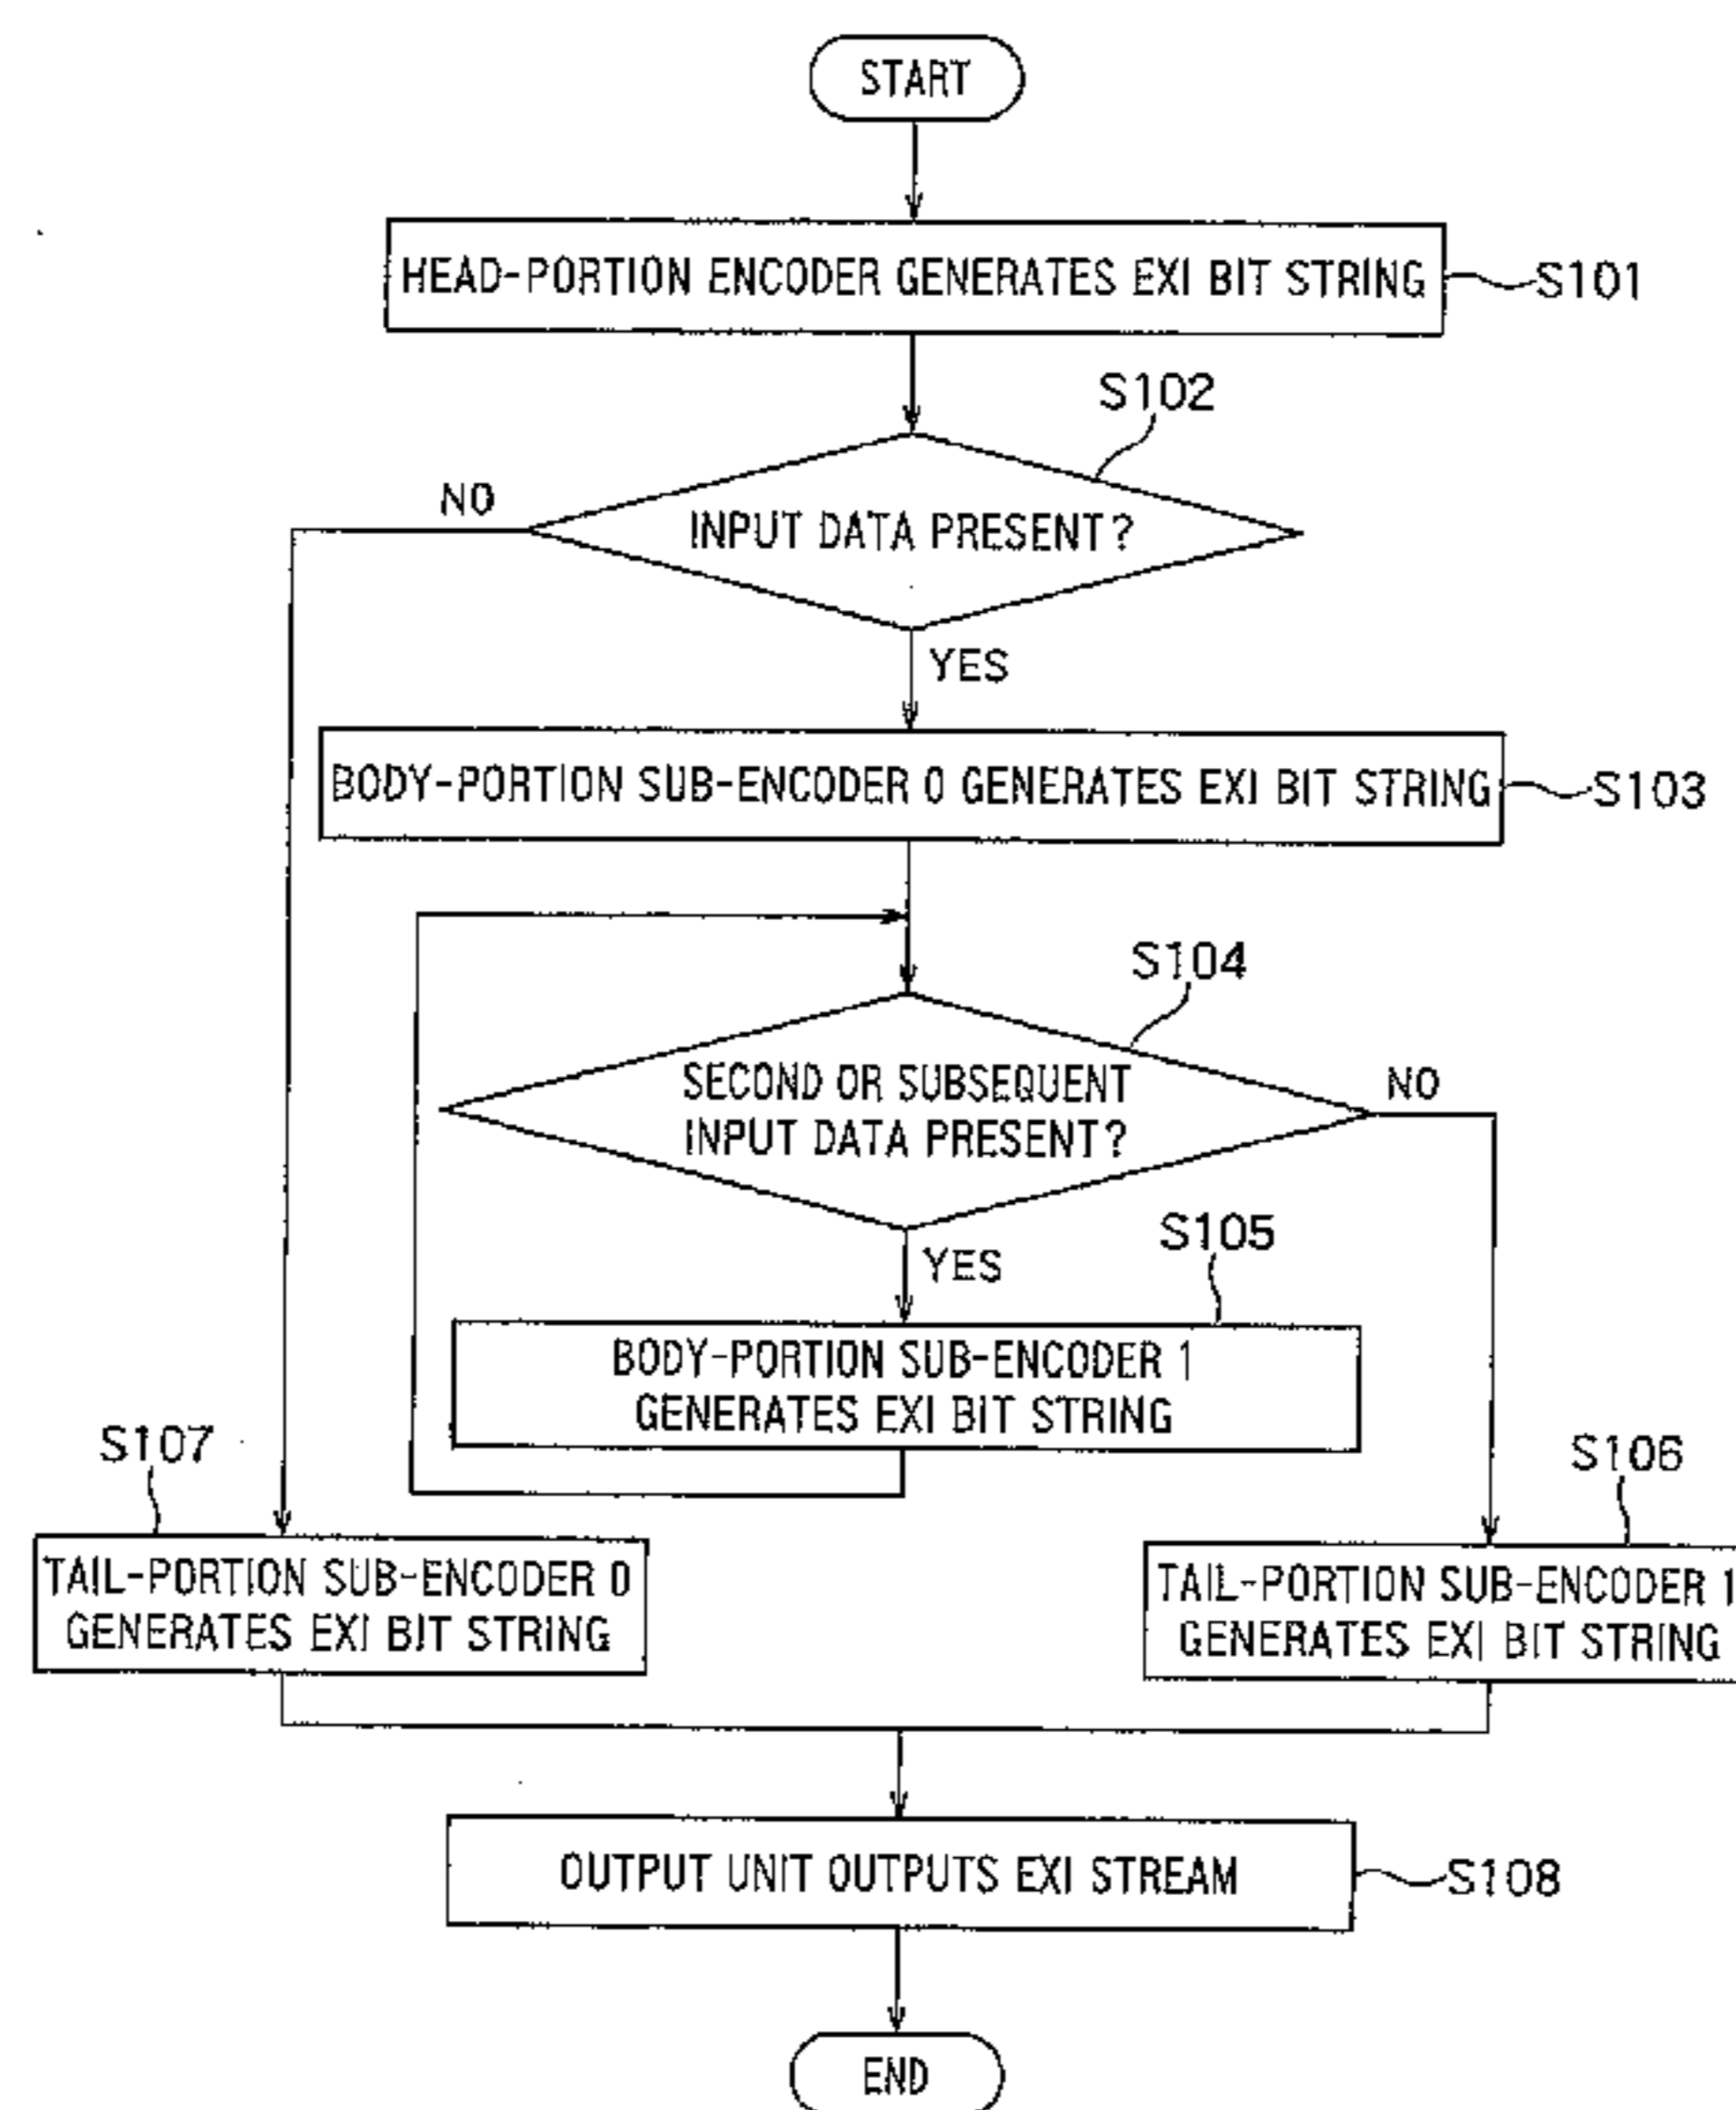 START
HEAD-PORTION ENCODER GENERATES EXI BIT STRING
S101
S102
NO
INPUT DATA PRESENT?
YES
BODY-PORTION SUB-ENCODER 0 GENERATES EXI BIT STRING
S103
S104
SECOND OR SUBSEQUENT
INPUT DATA PRESENT?
NO
YES
S105
BODY-PORTION SUB-ENCODER 1
GENERATES EXI BIT STRING
S107
TAIL-PORTION SUB-ENCODER 0
GENERATES EXI BIT STRING
S106
TAIL-PORTION SUB-ENCODER 1
GENERATES EXI BIT STRING
OUTPUT UNIT OUTPUTS EXI STREAM
S108
END